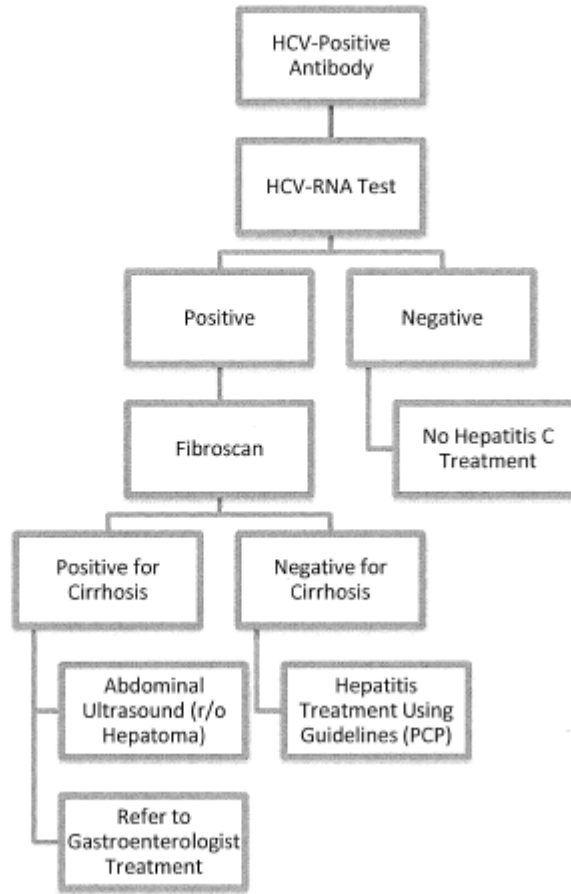 HCV-Positive
Antibody
HCV-RNA Test
Positive
Negative
Fibroscan
No Hepatitis C
Treatment
Positive for
Cirrhosis
Negative for
Cirrhosis
Abdominal
Ultrasound (r/o
Hepatoma)
Hepatitis
Treatment Using
Guidelines (PCP)
Refer to
Gastroenterologist
Treatment